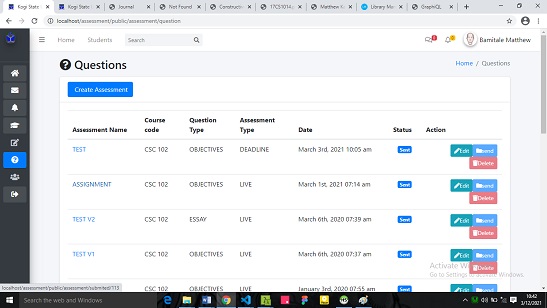 Kogi State
Kogi State
Journal
Not Found
Constructi
17CS1014
Matthew
Library Ma
GraphiQL
localhost/assessment/public/assessment/question
Home
Students
Search
Bamitale Matthew
Questions
Home / Questions
Create Assessment
Assessment Name
Course code
Question Type
Assessment Type
Date
Status
Action
TEST
CSC 102
OBJECTIVES
DEADLINE
March 3rd, 2021 10:05 am
Sent
Edit
send
Delete
ASSIGNMENT
CSC 102
OBJECTIVES
LIVE
March 1st, 2021 07:14 am
Sent
Edit
send
Delete
TEST V2
CSC 102
ESSAY
LIVE
March 6th, 2020 07:39 am
Sent
Edit
send
Delete
TEST V1
CSC 102
OBJECTIVES
LIVE
March 6th, 2020 07:37 am
Sent
Edit
send
Delete
CSC 102
OBJECTIVES
LIVE
January 3rd, 2020 07:55 am
Sent
Edit
send
Activate
Go to Settings to activate Windows.
localhost/assessment/public/assessment/submited/115
Search the web and Windows
10:42
3/12/2021